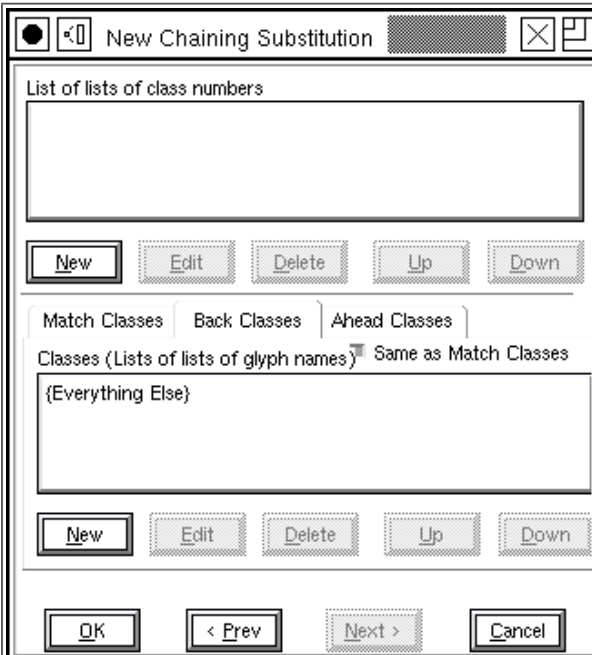 New Chaining Substitution
List of lists of class numbers
New Edit Delete Up Down
Match Classes Back Classes Ahead Classes
Classes (Lists of lists of glyph names) Same as Match Classes
{Everything Else}
New Edit Delete Up Down
OK < Prev Next > Cancel